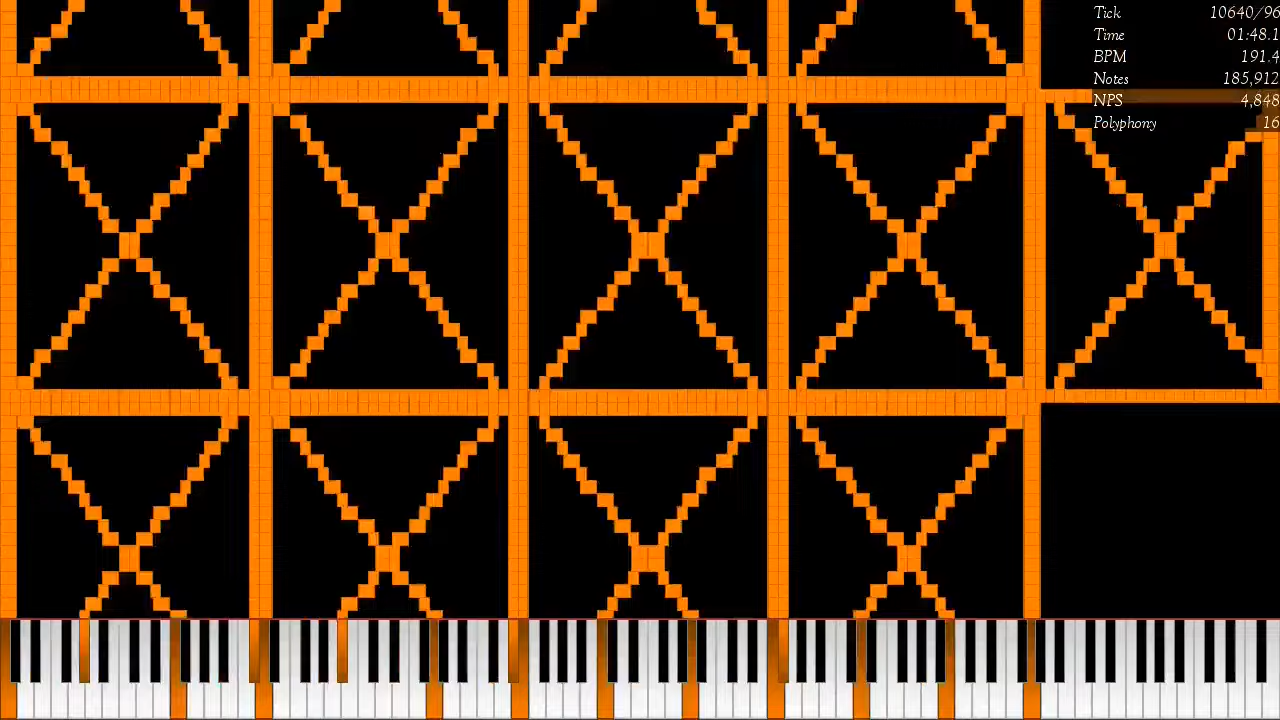 Tick 10640/96
Time 01:48.1
BPM 191.4
Notes 185,912
NPS 4,848
Polyphony 16